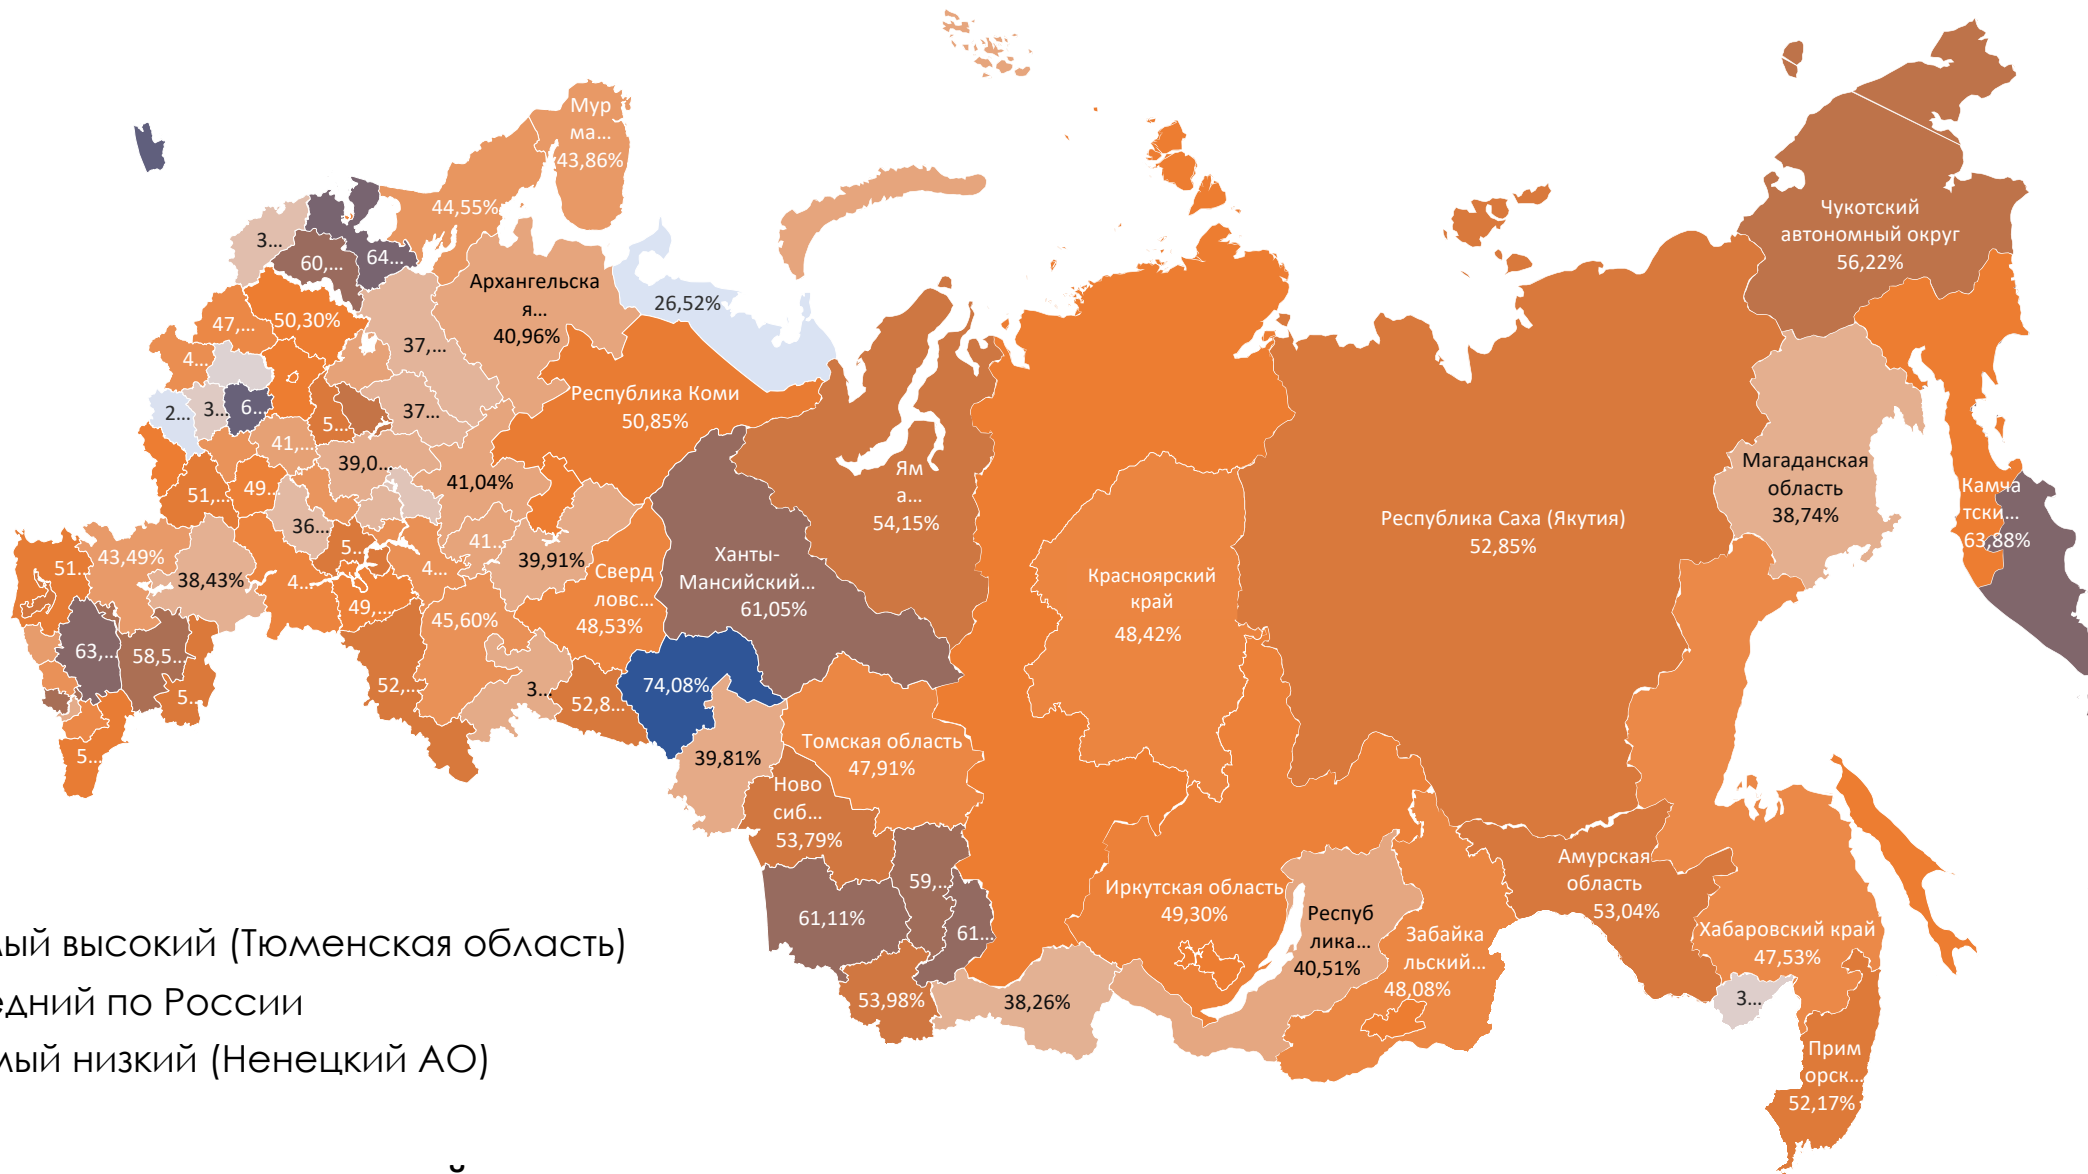 Мур
ма...
43,86%
44,55%
3...
60,...
64...
Чукотский
автономный округ
56,22%
Архангельска
я...
40,96%
26,52%
47,...
50,30%
37,...
4...
Республика Коми
50,85%
2...
3...
6...
37...
5...
41,...
39,0...
41,04%
Ям
а...
54,15%
Магаданская
область
38,74%
51,...
49...
36...
Камча
тски...
63,88%
Республика Саха (Якутия)
52,85%
43,49%
51...
38,43%
5...
41...
39,91%
4...
4...
49,...
Сверд
ловс...
48,53%
Ханты-
Мансийский...
61,05%
Красноярский
край
48,42%
45,60%
63,...
58,5...
52,...
5...
3...
52,8...
74,08%
5...
39,81%
Томская область
47,91%
Ново
сиб...
53,79%
59,...
61,11%
61...
53,98%
38,26%
Иркутская область
49,30%
Респуб
лика...
40,51%
Забайка
льский...
48,08%
Амурская
область
53,04%
Хабаровский край
47,53%
3...
Прим
орск...
52,17%
ый высокий (Тюменская область)
едний по России
ый низкий (Ненецкий АО)